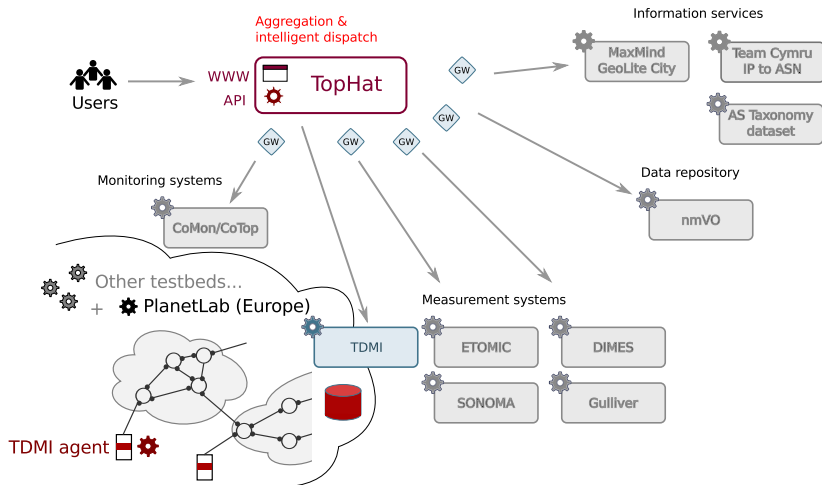 Information services
Aggregation &
intelligent dispatch
MaxMind
GeoLite City
Team Cymru
IP to ASN
Users
WWW
API
TopHat
GW
AS Taxonomy
dataset
GW
GW
GW
GW
Monitoring systems
Data repository
CoMon/CoTop
nmVO
Other testbeds...
+ PlanetLab (Europe)
Measurement systems
TDMI
ETOMIC
DIMES
SONOMA
Gulliver
TDMI agent